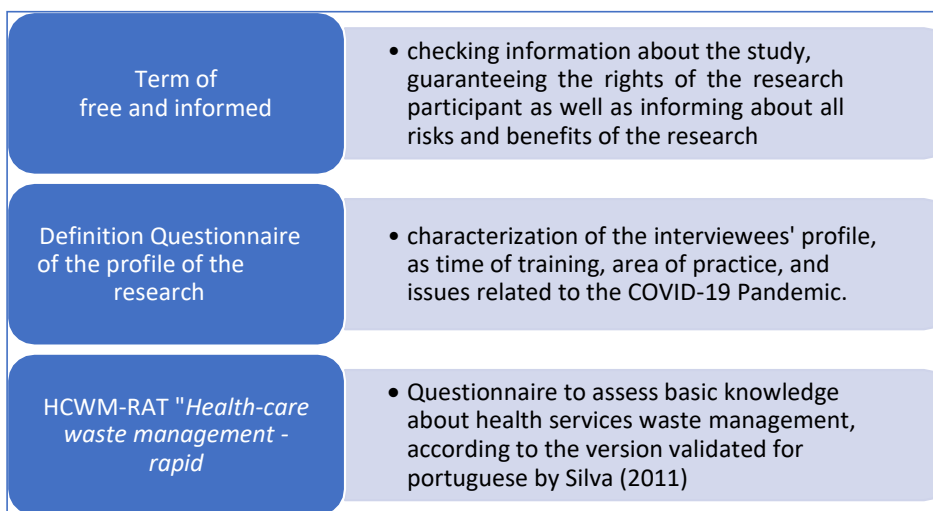 Term of
free and informed
• checking information about the study,
guaranteeing the rights of the research
participant as well as informing about all
risks and benefits of the research
Definition Questionnaire
of the profile of the
research
• characterization of the interviewees' profile,
as time of training, area of practice, and
issues related to the COVID-19 Pandemic.
HCWM-RAT "Health-care
waste management -
rapid
• Questionnaire to assess basic knowledge
about health services waste management,
according to the version validated for
portuguese by Silva (2011)